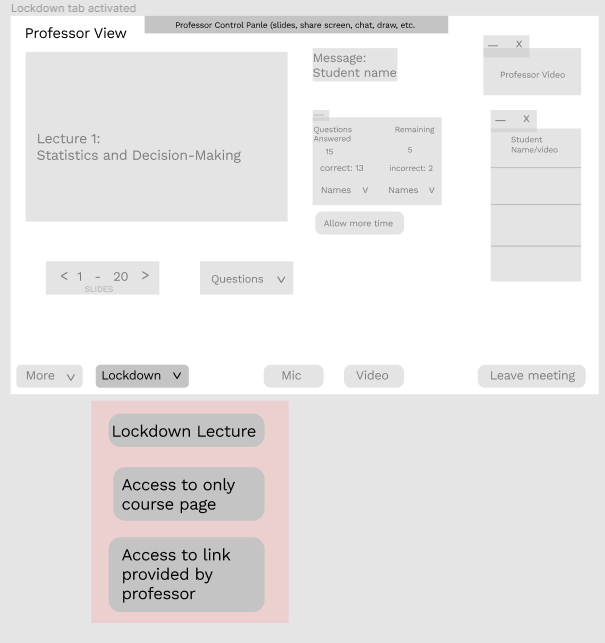 Lockdown tab activated
Professor Control Panle (slides, share screen, chat, draw, etc.
Professor View
Lecture 1:
Statistics and Decision-Making
Message:
Student name
— X
Professor Video
— X
Student
Name/video
—
Questions
Answered
Remaining
15
5
correct: 13
incorrect: 2
Names V
Names V
Allow more time
< 1 - 20 >
SLIDES
Questions V
More V
Lockdown V
Mic
Video
Leave meeting
Lockdown Lecture
Access to only
course page
Access to link
provided by
professor